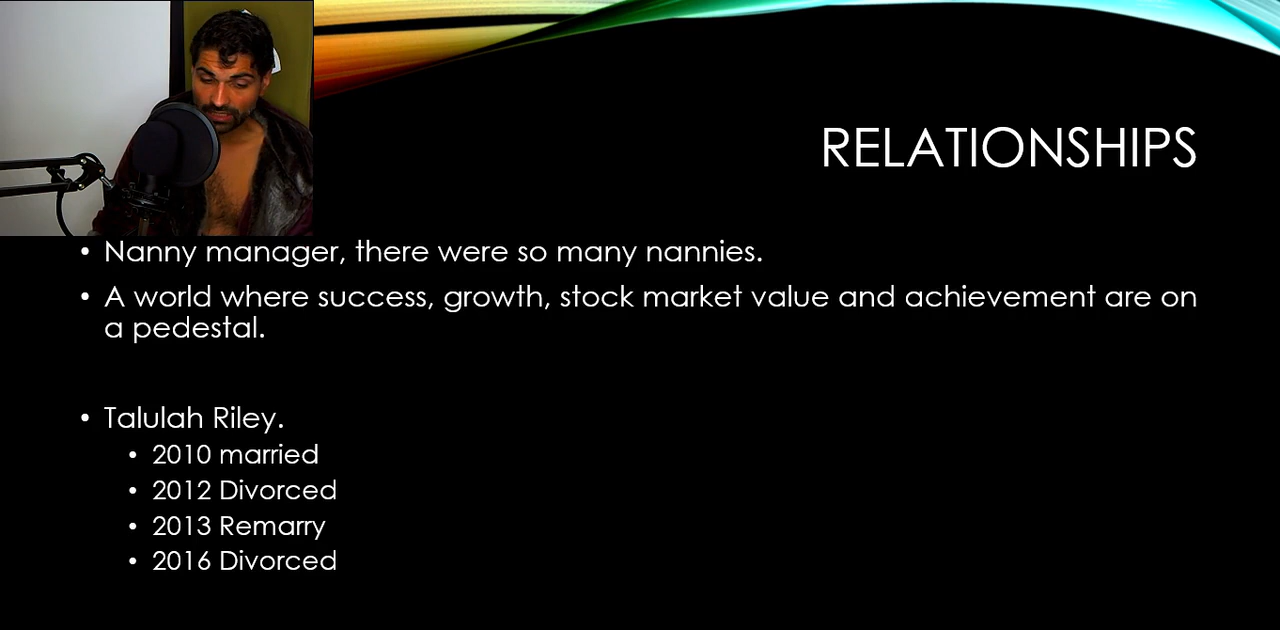 RELATIONSHIPS
• Nanny manager, there were so many nannies.
• A world where success, growth, stock market value and achievement are on
a pedestal.
• Talulah Riley.
• 2010 married
• 2012 Divorced
• 2013 Remarry
• 2016 Divorced